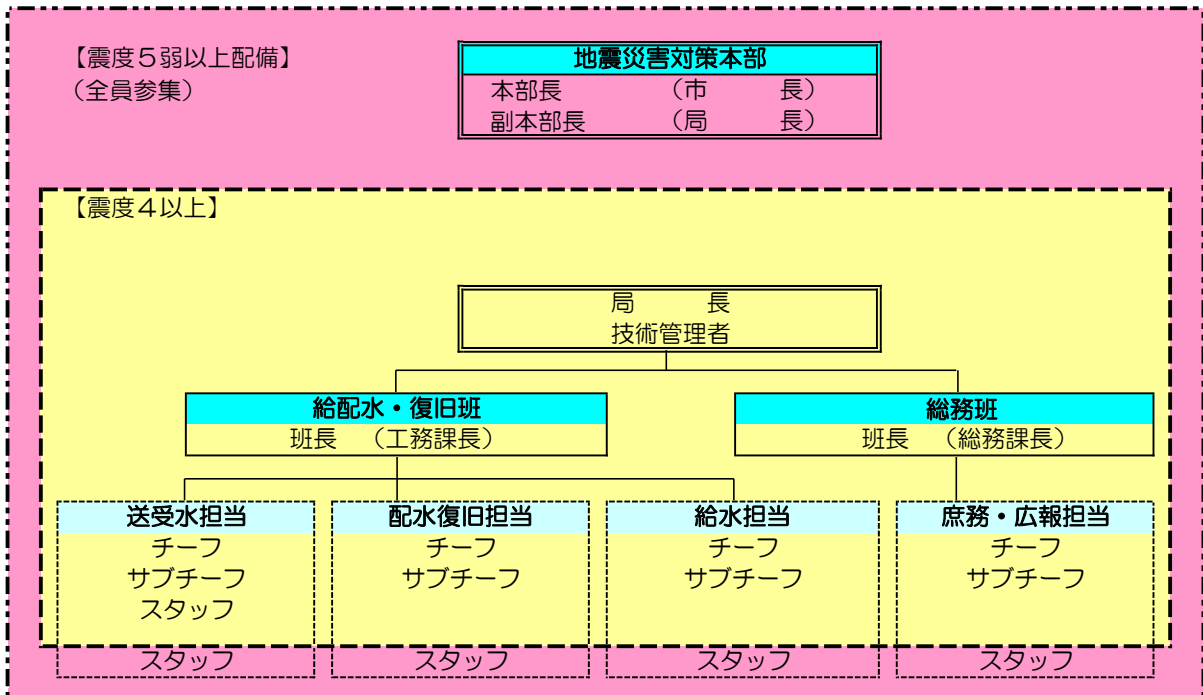 【震度５弱以上配備】
（全員参集）
地震災害対策本部
本部長　（市　長）
副本部長　（局　長）
【震度４以上】
局　長
技術管理者
給配水・復旧班
班長　（工務課長）
総務班
班長　（総務課長）
送受水担当
チーフ
サブチーフ
スタッフ
スタッフ
配水復旧担当
チーフ
サブチーフ
スタッフ
給水担当
チーフ
サブチーフ
スタッフ
庶務・広報担当
チーフ
サブチーフ
スタッフ